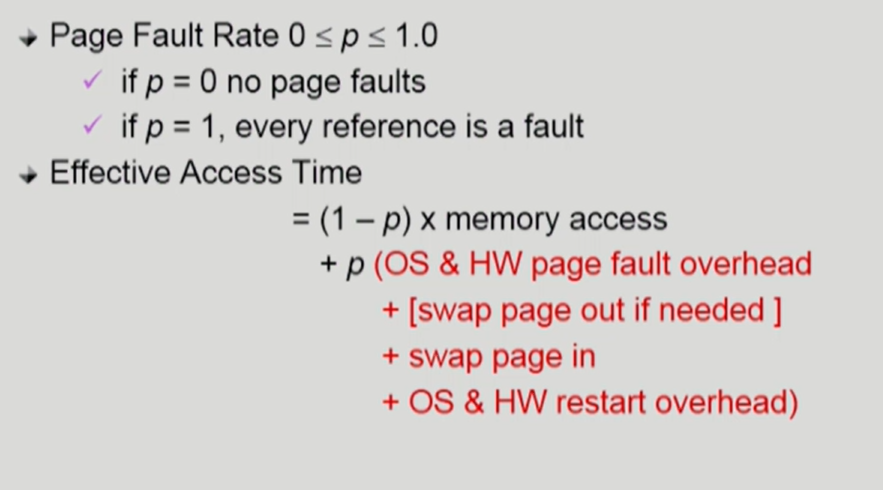 Page Fault Rate 0 ≤ p ≤ 1.0
if p = 0 no page faults
if p = 1, every reference is a fault
Effective Access Time
= (1 – p) x memory access
+ p (OS & HW page fault overhead
+ [swap page out if needed ]
+ swap page in
+ OS & HW restart overhead)